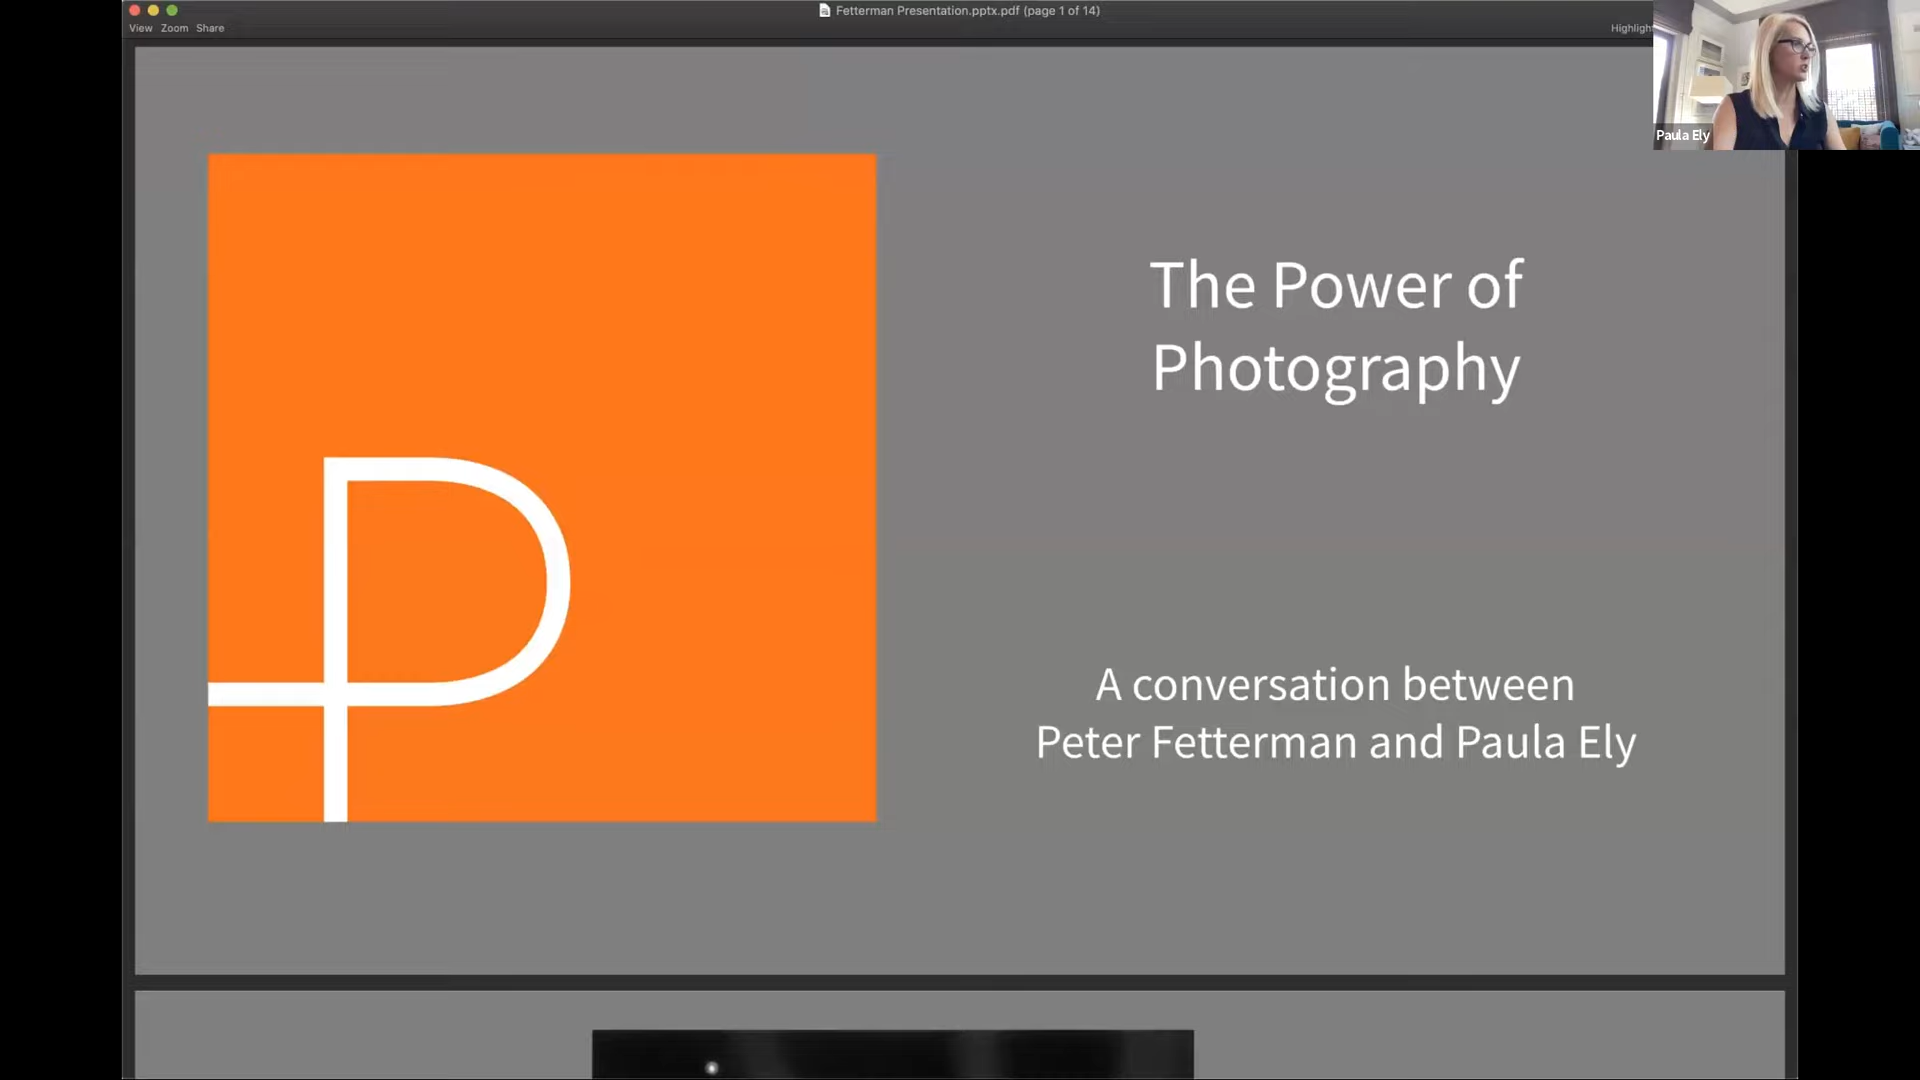 Fetterman Presentation.pptx.pdf (page 1 of 14)
View Zoom Share
Highlight
Paula Ely
P
The Power of
Photography
A conversation between
Peter Fetterman and Paula Ely